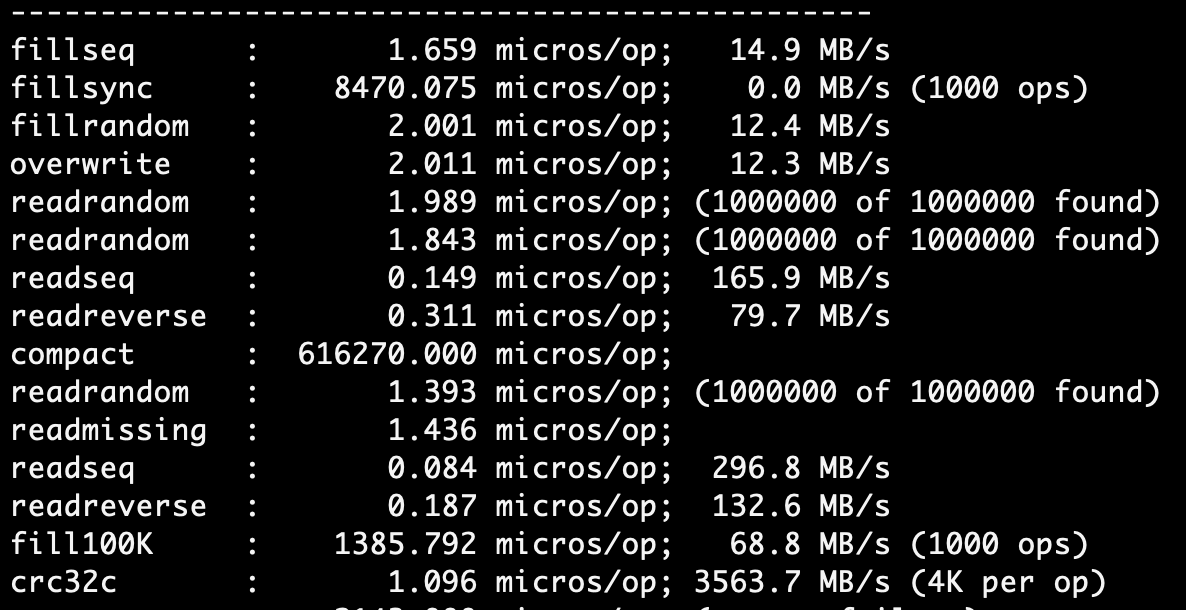 ------------------------------------------------
fillseq      :       1.659 micros/op;   14.9 MB/s
fillsync     :    8470.075 micros/op;    0.0 MB/s (1000 ops)
fillrandom   :       2.001 micros/op;   12.4 MB/s
overwrite    :       2.011 micros/op;   12.3 MB/s
readrandom   :       1.989 micros/op; (1000000 of 1000000 found)
readrandom   :       1.843 micros/op; (1000000 of 1000000 found)
readseq      :       0.149 micros/op;  165.9 MB/s
readreverse  :       0.311 micros/op;   79.7 MB/s
compact      :  616270.000 micros/op;
readrandom   :       1.393 micros/op; (1000000 of 1000000 found)
readmissing  :       1.436 micros/op;
readseq      :       0.084 micros/op;  296.8 MB/s
readreverse  :       0.187 micros/op;  132.6 MB/s
fill100K     :    1385.792 micros/op;   68.8 MB/s (1000 ops)
crc32c       :       1.096 micros/op; 3563.7 MB/s (4K per op)